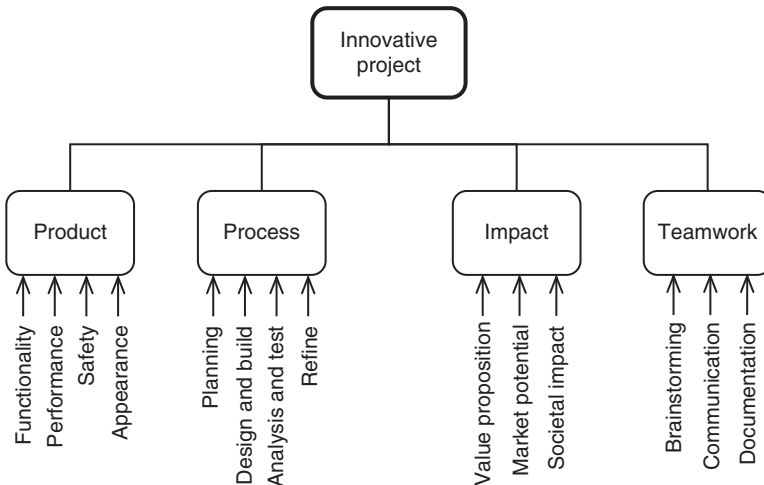 Innovative
project
Product
Process
Impact
Teamwork
Functionality
Performance
Safety
Appearance
Planning
Design and build
Analysis and test
Refine
Value proposition
Market potential
Societal impact
Brainstorming
Communication
Documentation